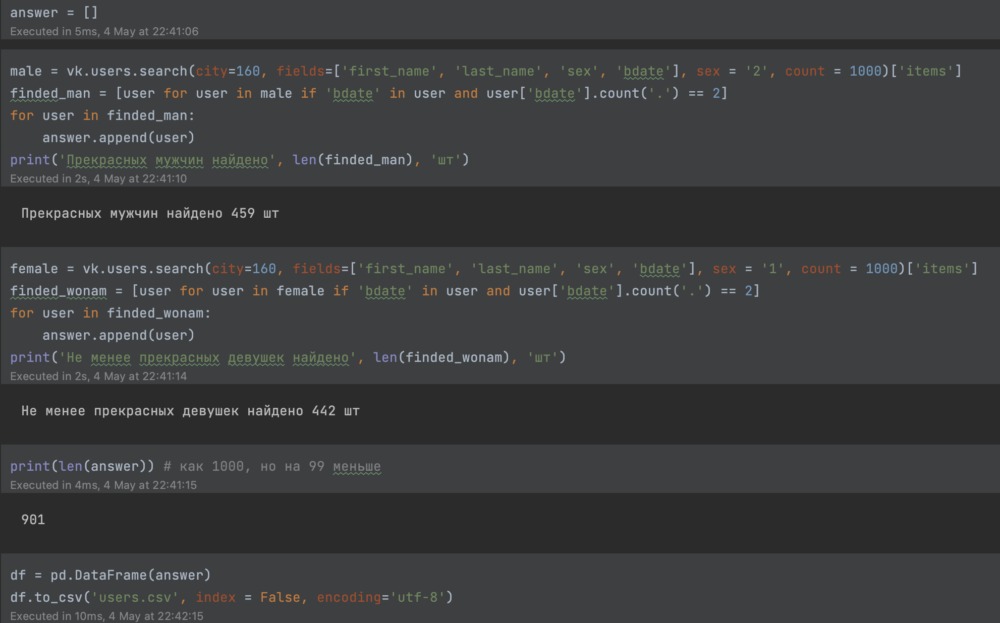 answer = []
Executed in 5ms, 4 May at 22:41:06
male = vk.users.search(city=160, fields=['first_name', 'last_name', 'sex', 'bdate'], sex = '2', count = 1000)['items']
finded_man = [user for user in male if 'bdate' in user and user['bdate'].count('.') == 2]
for user in finded_man:
    answer.append(user)
print('Прекрасных мужчин найдено', len(finded_man), 'шт')
Executed in 2s, 4 May at 22:41:10
Прекрасных мужчин найдено 459 шт
female = vk.users.search(city=160, fields=['first_name', 'last_name', 'sex', 'bdate'], sex = '1', count = 1000)['items']
finded_wonam = [user for user in female if 'bdate' in user and user['bdate'].count('.') == 2]
for user in finded_wonam:
    answer.append(user)
print('Не менее прекрасных девушек найдено', len(finded_wonam), 'шт')
Executed in 2s, 4 May at 22:41:14
Не менее прекрасных девушек найдено 442 шт
print(len(answer)) # как 1000, но на 99 меньше
Executed in 4ms, 4 May at 22:41:15
901
df = pd.DataFrame(answer)
df.to_csv('users.csv', index = False, encoding='utf-8')
Executed in 10ms, 4 May at 22:42:15